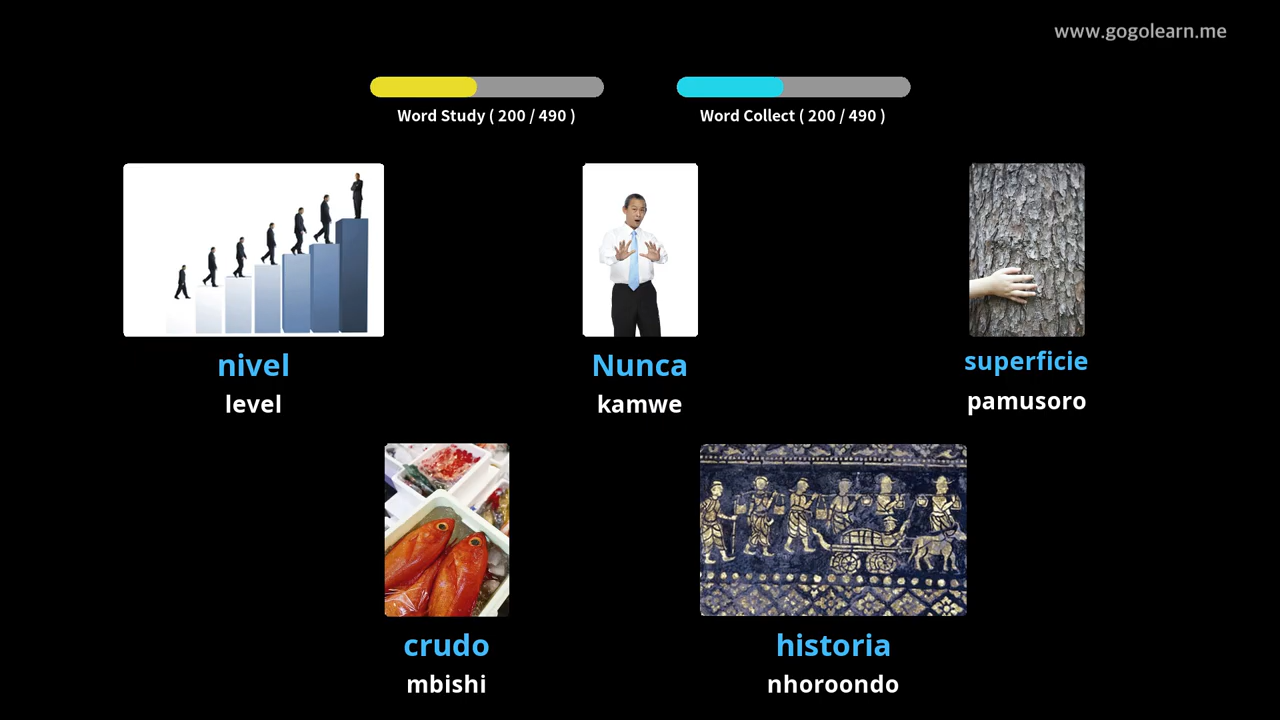 www.gogolearn.me
Word Study ( 200 / 490 )
Word Collect ( 200 / 490 )
nivel
level
Nunca
kamwe
superficie
pamusoro
crudo
mbishi
historia
nhoroondo